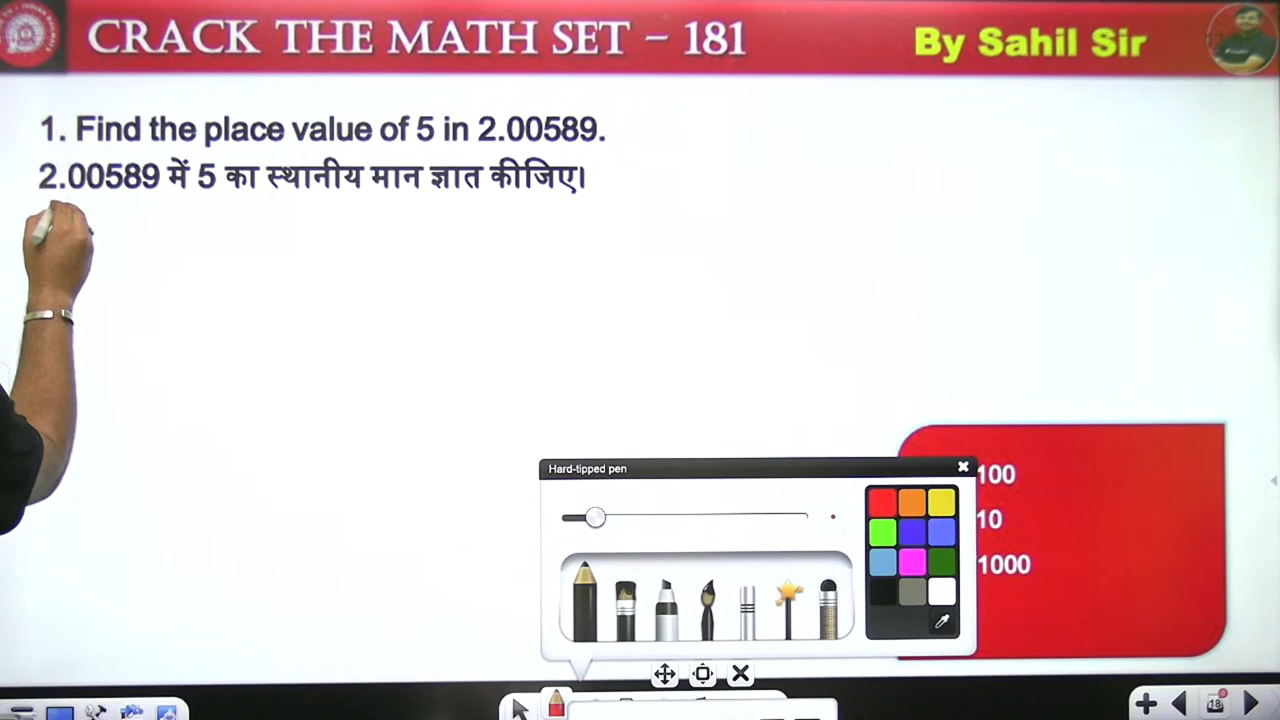 CRACK THE MATH SET – 181
By Sahil Sir
1. Find the place value of 5 in 2.00589.
2.00589 में 5 का स्थानीय मान ज्ञात कीजिए।
Hard-tipped pen
100
10
1000
18